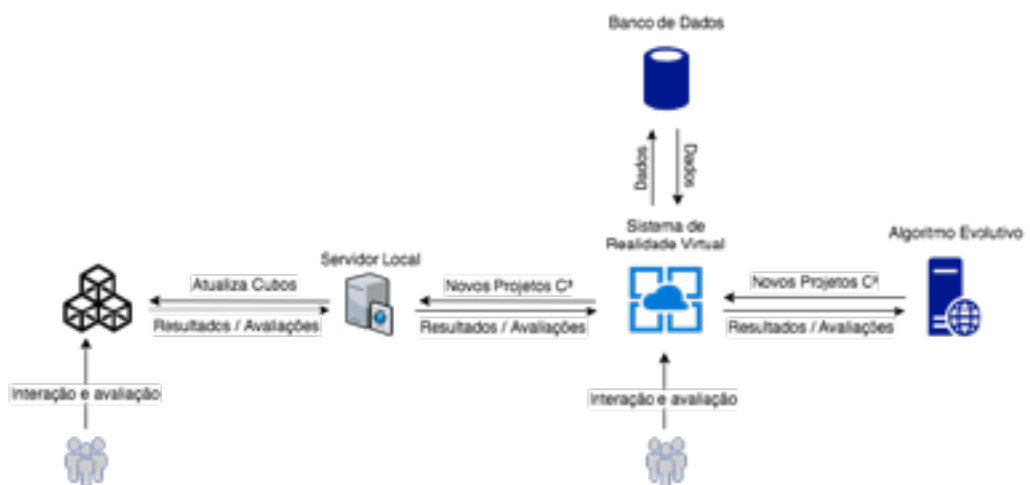 Banco de Dados
Dados
Dados
Sistema de
Realidade Virtual
Algoritmo Evolutivo
Servidor Local
Atualiza Cubos
Resultados / Avaliações
Novos Projetos C³
Resultados / Avaliações
Novos Projetos C³
Resultados / Avaliações
Interação e avaliação
Interação e avaliação